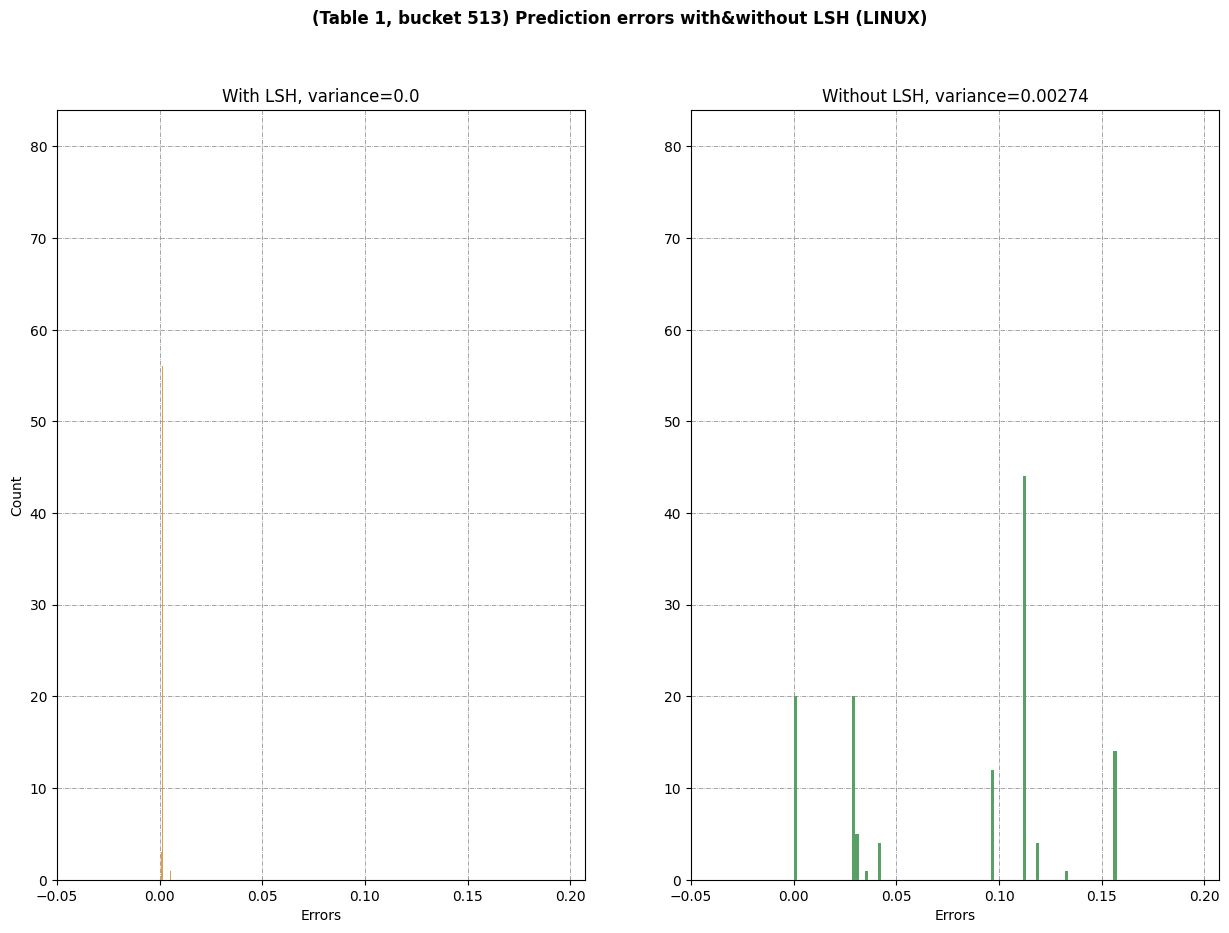 (Table 1, bucket 513) Prediction errors with&without LSH (LINUX)
With LSH, variance=0.0
80
70
60
50
40
30
20
10
0
Count
−0.05 0.00 0.05 0.10 0.15 0.20
Errors
Without LSH, variance=0.00274
80
70
60
50
40
30
20
10
0
−0.05 0.00 0.05 0.10 0.15 0.20
Errors